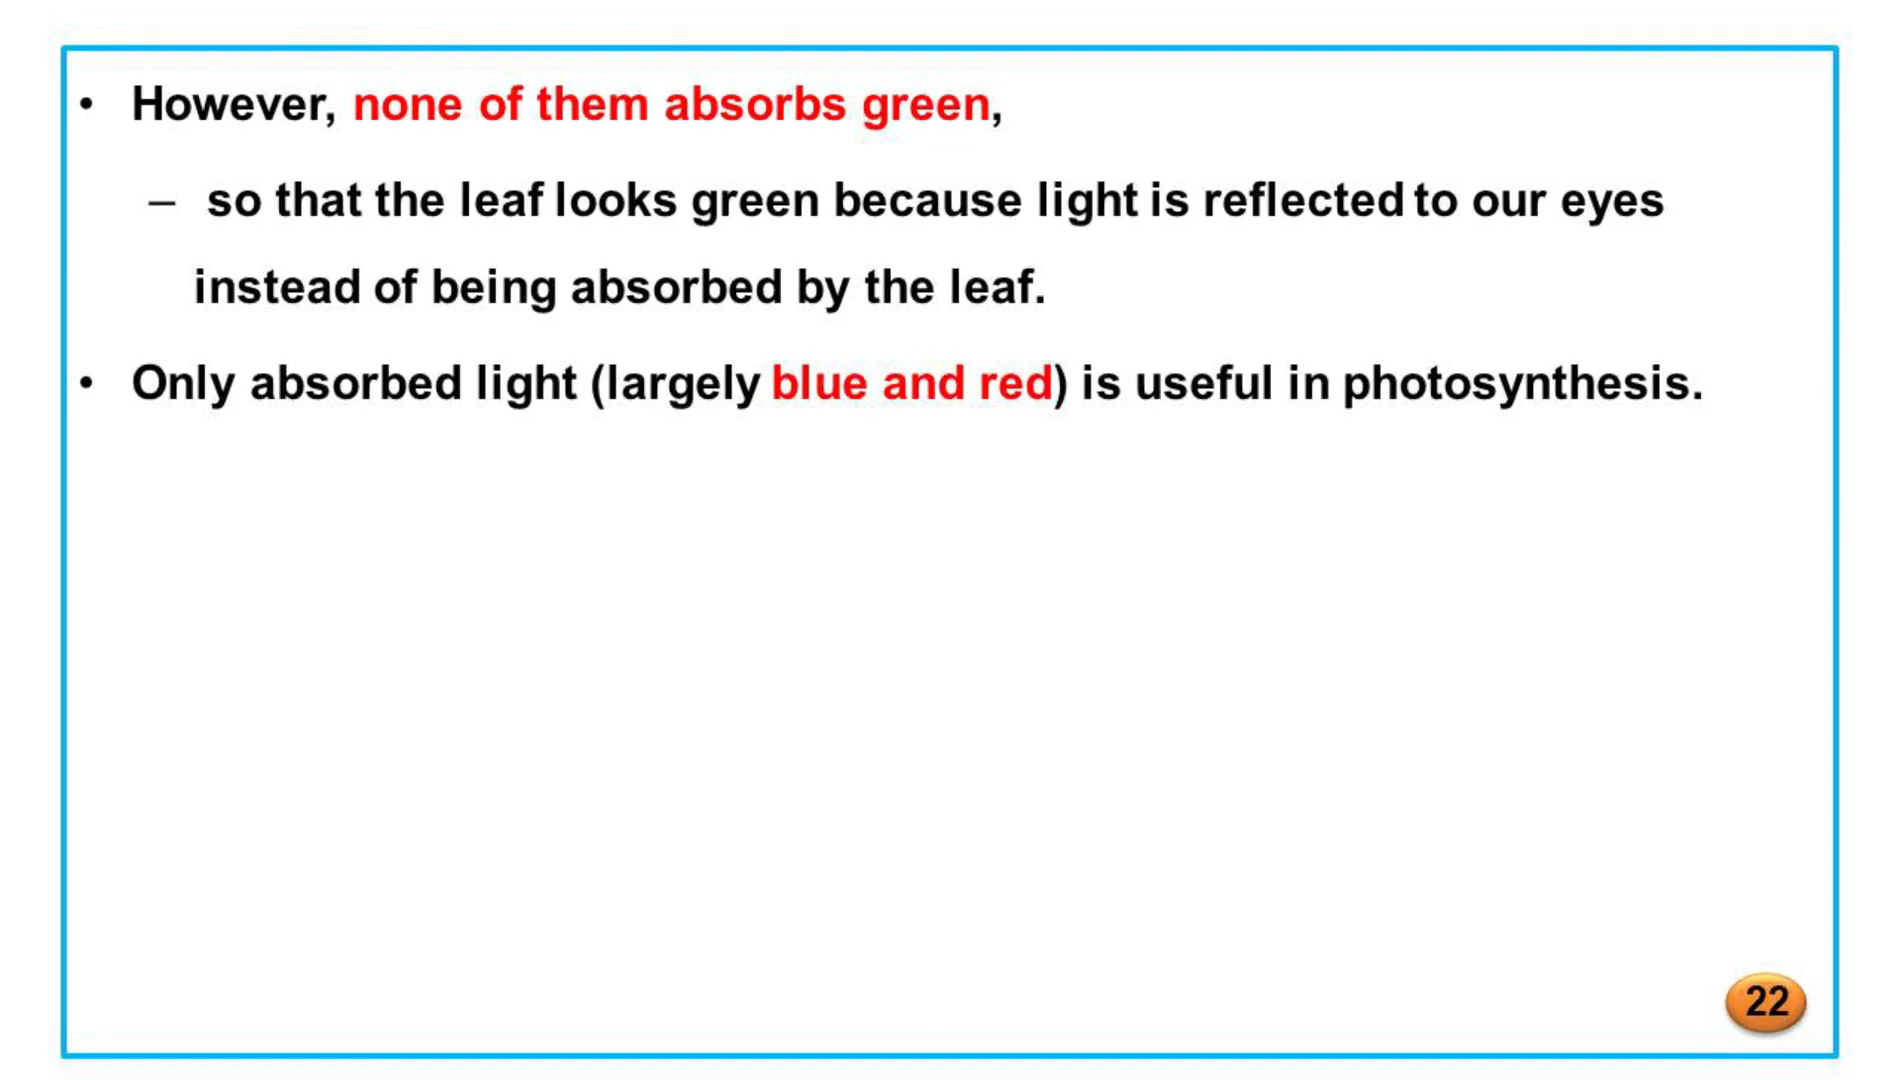 • However, none of them absorbs green,
– so that the leaf looks green because light is reflected to our eyes
instead of being absorbed by the leaf.
• Only absorbed light (largely blue and red) is useful in photosynthesis.
22